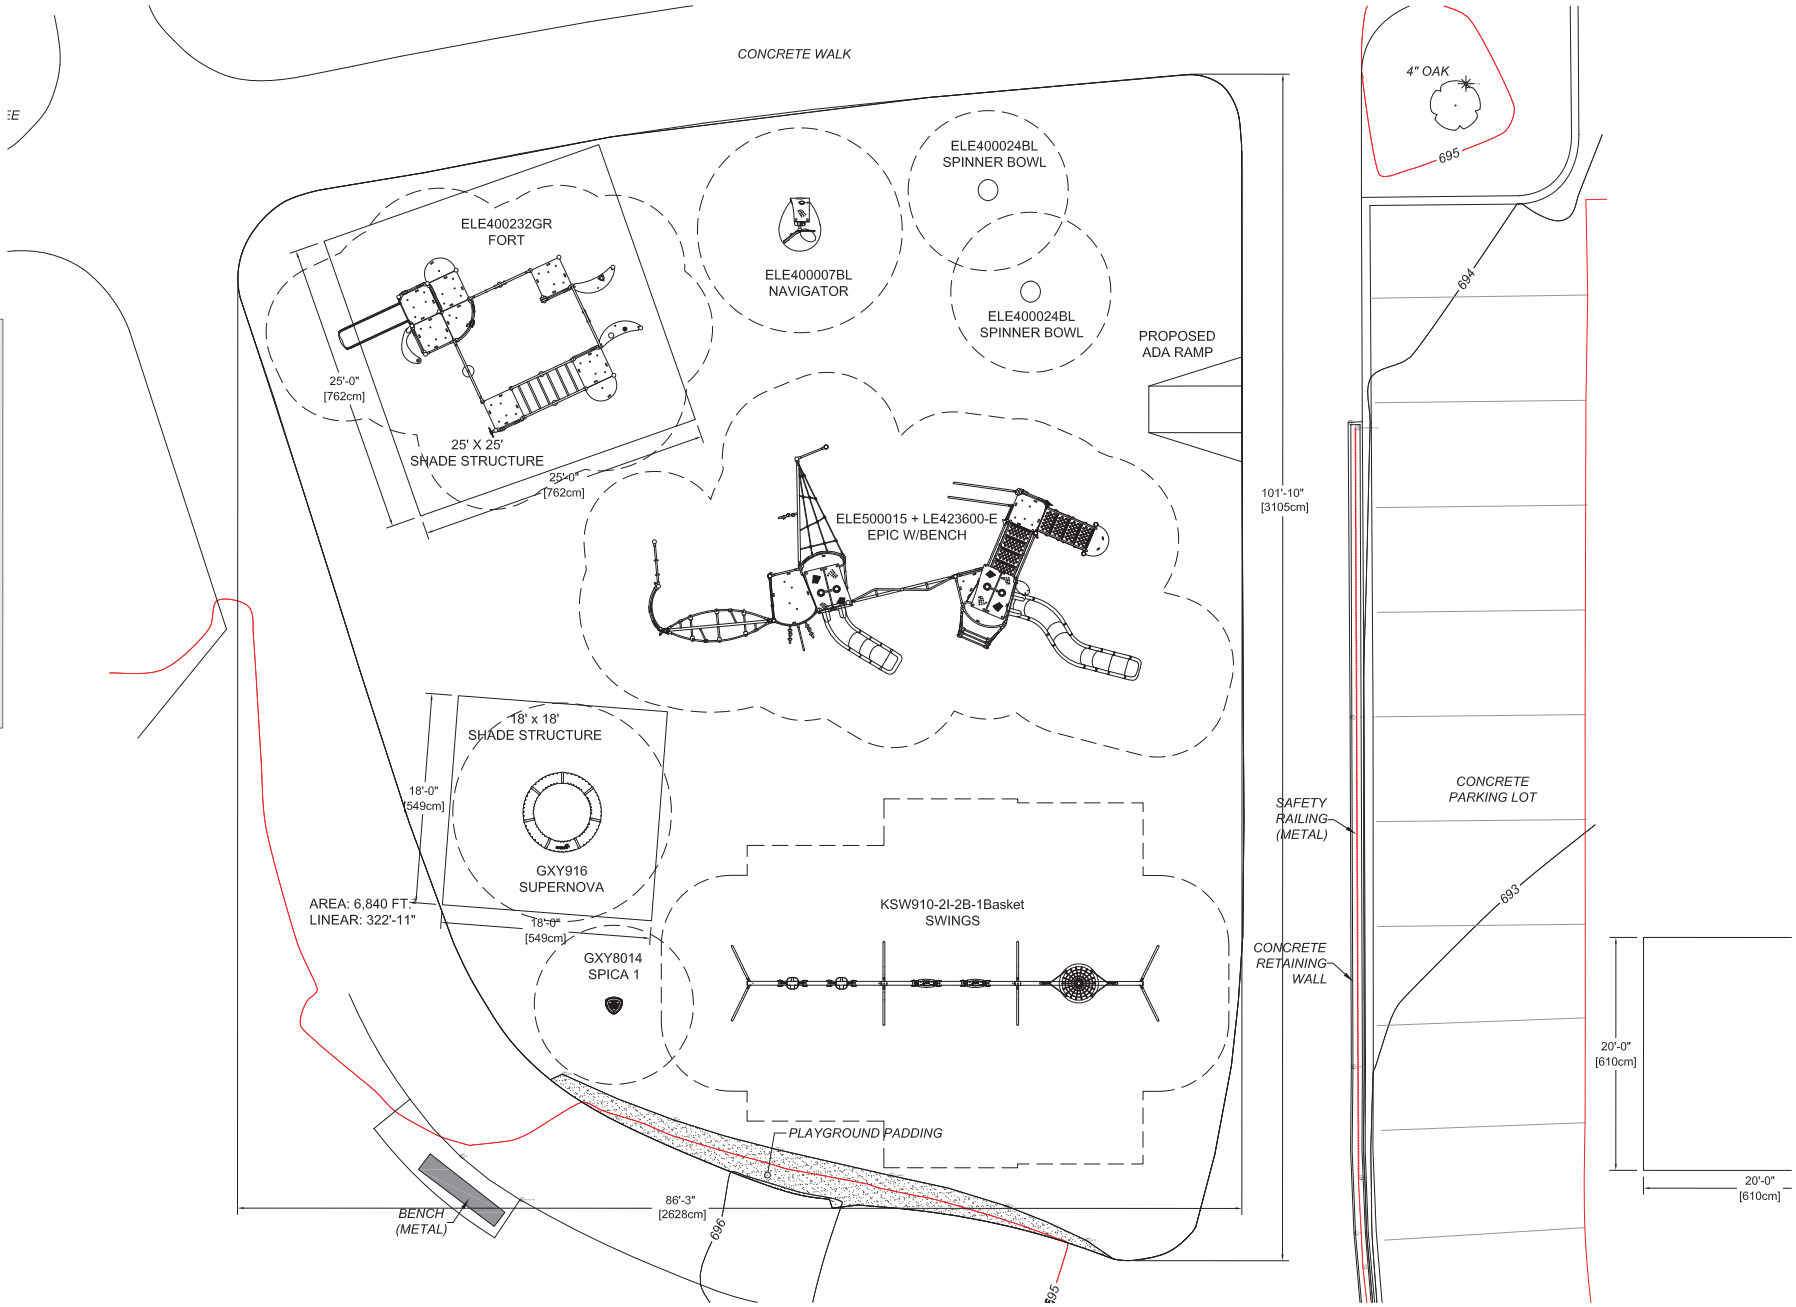 CONCRETE WALK
4" OAK
EE
695
ELE400024BL
SPINNER BOWL
ELE400232GR
FORT
ELE400007BL
NAVIGATOR
694
ELE400024BL
SPINNER BOWL
PROPOSED
ADA RAMP
25'-0"
[762cm]
25' X 25'
SHADE STRUCTURE
25'-0"
[762cm]
101'-10"
[3105cm]
ELE500015 + LE423600-E
EPIC W/BENCH
18' x 18'
SHADE STRUCTURE
18'-0"
[549cm]
CONCRETE
PARKING LOT
SAFETY
RAILING
(METAL)
GXY916
SUPERNOVA
693
AREA: 6,840 FT.²
LINEAR: 322'-11"
KSW910-2I-2B-1Basket
SWINGS
18'-0"
[549cm]
CONCRETE
RETAINING
WALL
GXY8014
SPICA 1
20'-0"
[610cm]
PLAYGROUND PADDING
20'-0"
[610cm]
86'-3"
[2628cm]
BENCH
(METAL)
696
695